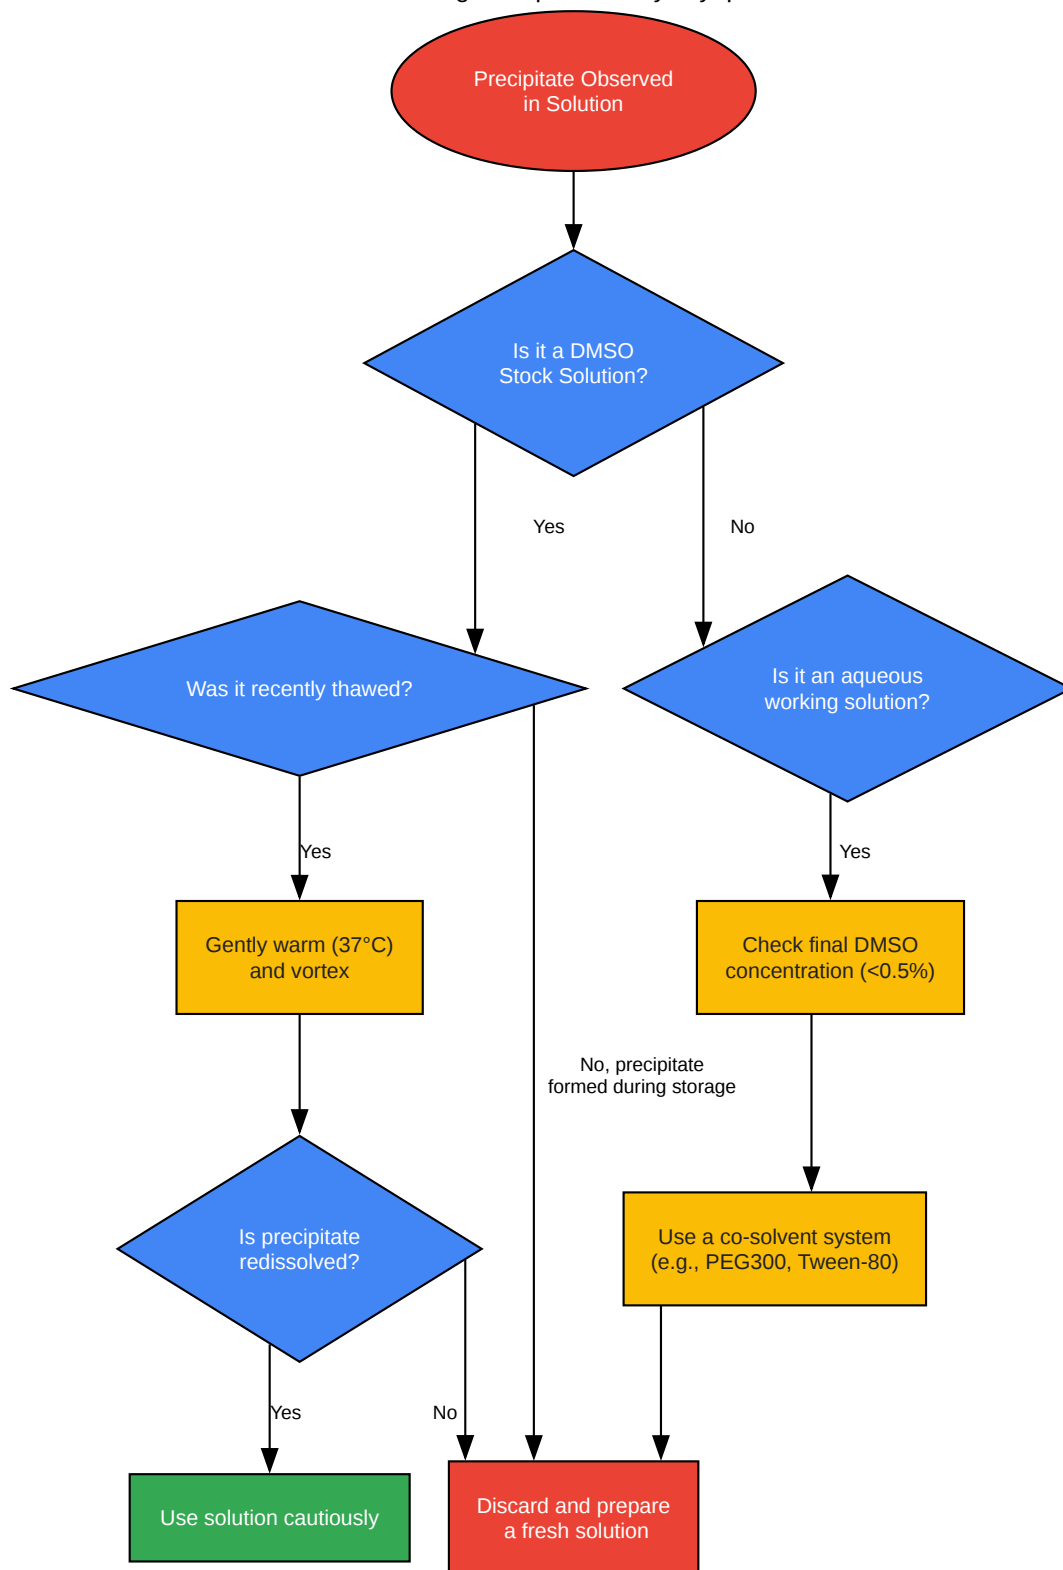 Precipitate Observed
in Solution
Is it a DMSO
Stock Solution?
Yes
No
Was it recently thawed?
Is it an aqueous
working solution?
Yes
Yes
Gently warm (37°C)
and vortex
Check final DMSO
concentration (<0.5%)
No, precipitate
formed during storage
Is precipitate
redissolved?
Use a co-solvent system
(e.g., PEG300, Tween-80)
Yes
No
Use solution cautiously
Discard and prepare
a fresh solution